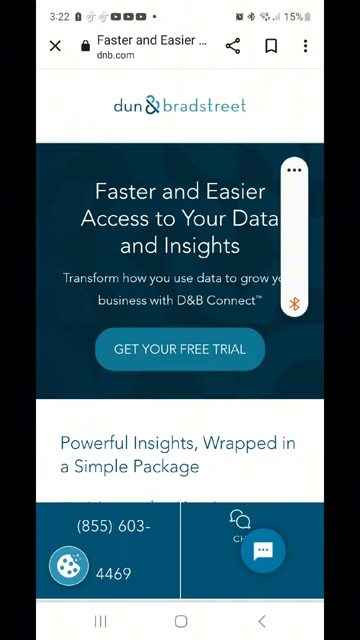 3:22
15%
Faster and Easier ...
dnb.com
dun & bradstreet
Faster and Easier
Access to Your Data
and Insights
Transform how you use data to grow
business with D&B Connect™
GET YOUR FREE TRIAL
Powerful Insights, Wrapped in
a Simple Package
(855) 603-
4469